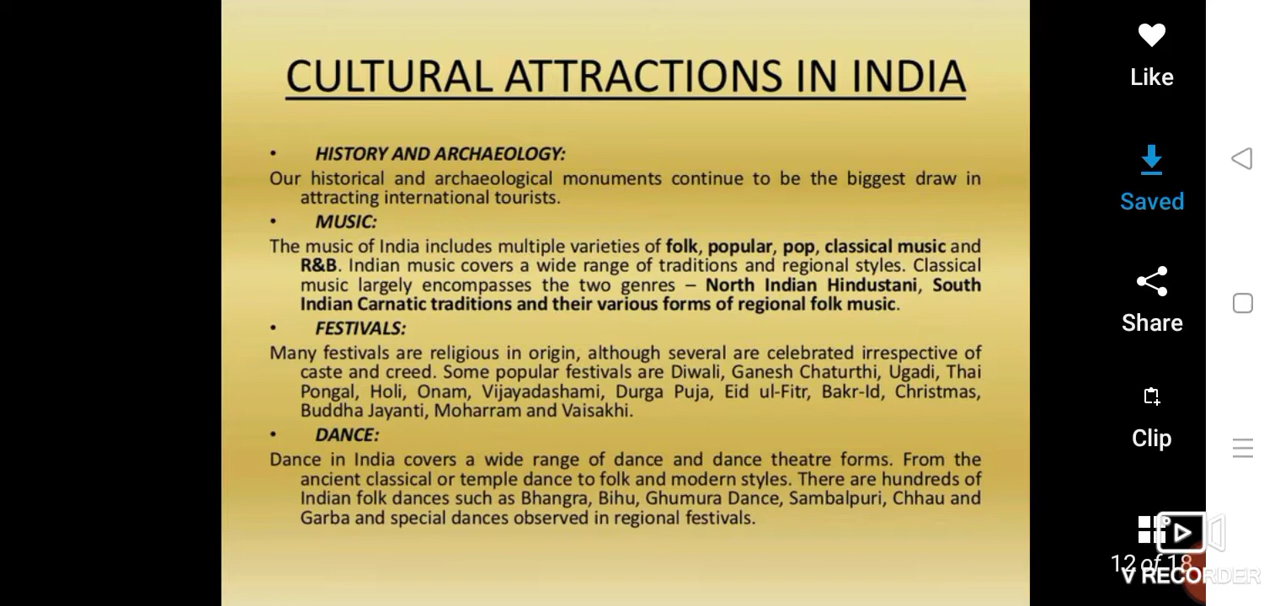 CULTURAL ATTRACTIONS IN INDIA
• HISTORY AND ARCHAEOLOGY:
Our historical and archaeological monuments continue to be the biggest draw in
attracting international tourists.
• MUSIC:
The music of India includes multiple varieties of folk, popular, pop, classical music and
R&B. Indian music covers a wide range of traditions and regional styles. Classical
music largely encompasses the two genres – North Indian Hindustani, South
Indian Carnatic traditions and their various forms of regional folk music.
• FESTIVALS:
Many festivals are religious in origin, although several are celebrated irrespective of
caste and creed. Some popular festivals are Diwali, Ganesh Chaturthi, Ugadi, Thai
Pongal, Holi, Onam, Vijayadashami, Durga Puja, Eid ul-Fitr, Bakr-Id, Christmas,
Buddha Jayanti, Moharram and Vaisakhi.
• DANCE:
Dance in India covers a wide range of dance and dance theatre forms. From the
ancient classical or temple dance to folk and modern styles. There are hundreds of
Indian folk dances such as Bhangra, Bihu, Ghumura Dance, Sambalpuri, Chhau and
Garba and special dances observed in regional festivals.
Like
Saved
Share
Clip
12 of 18
V RECORDER